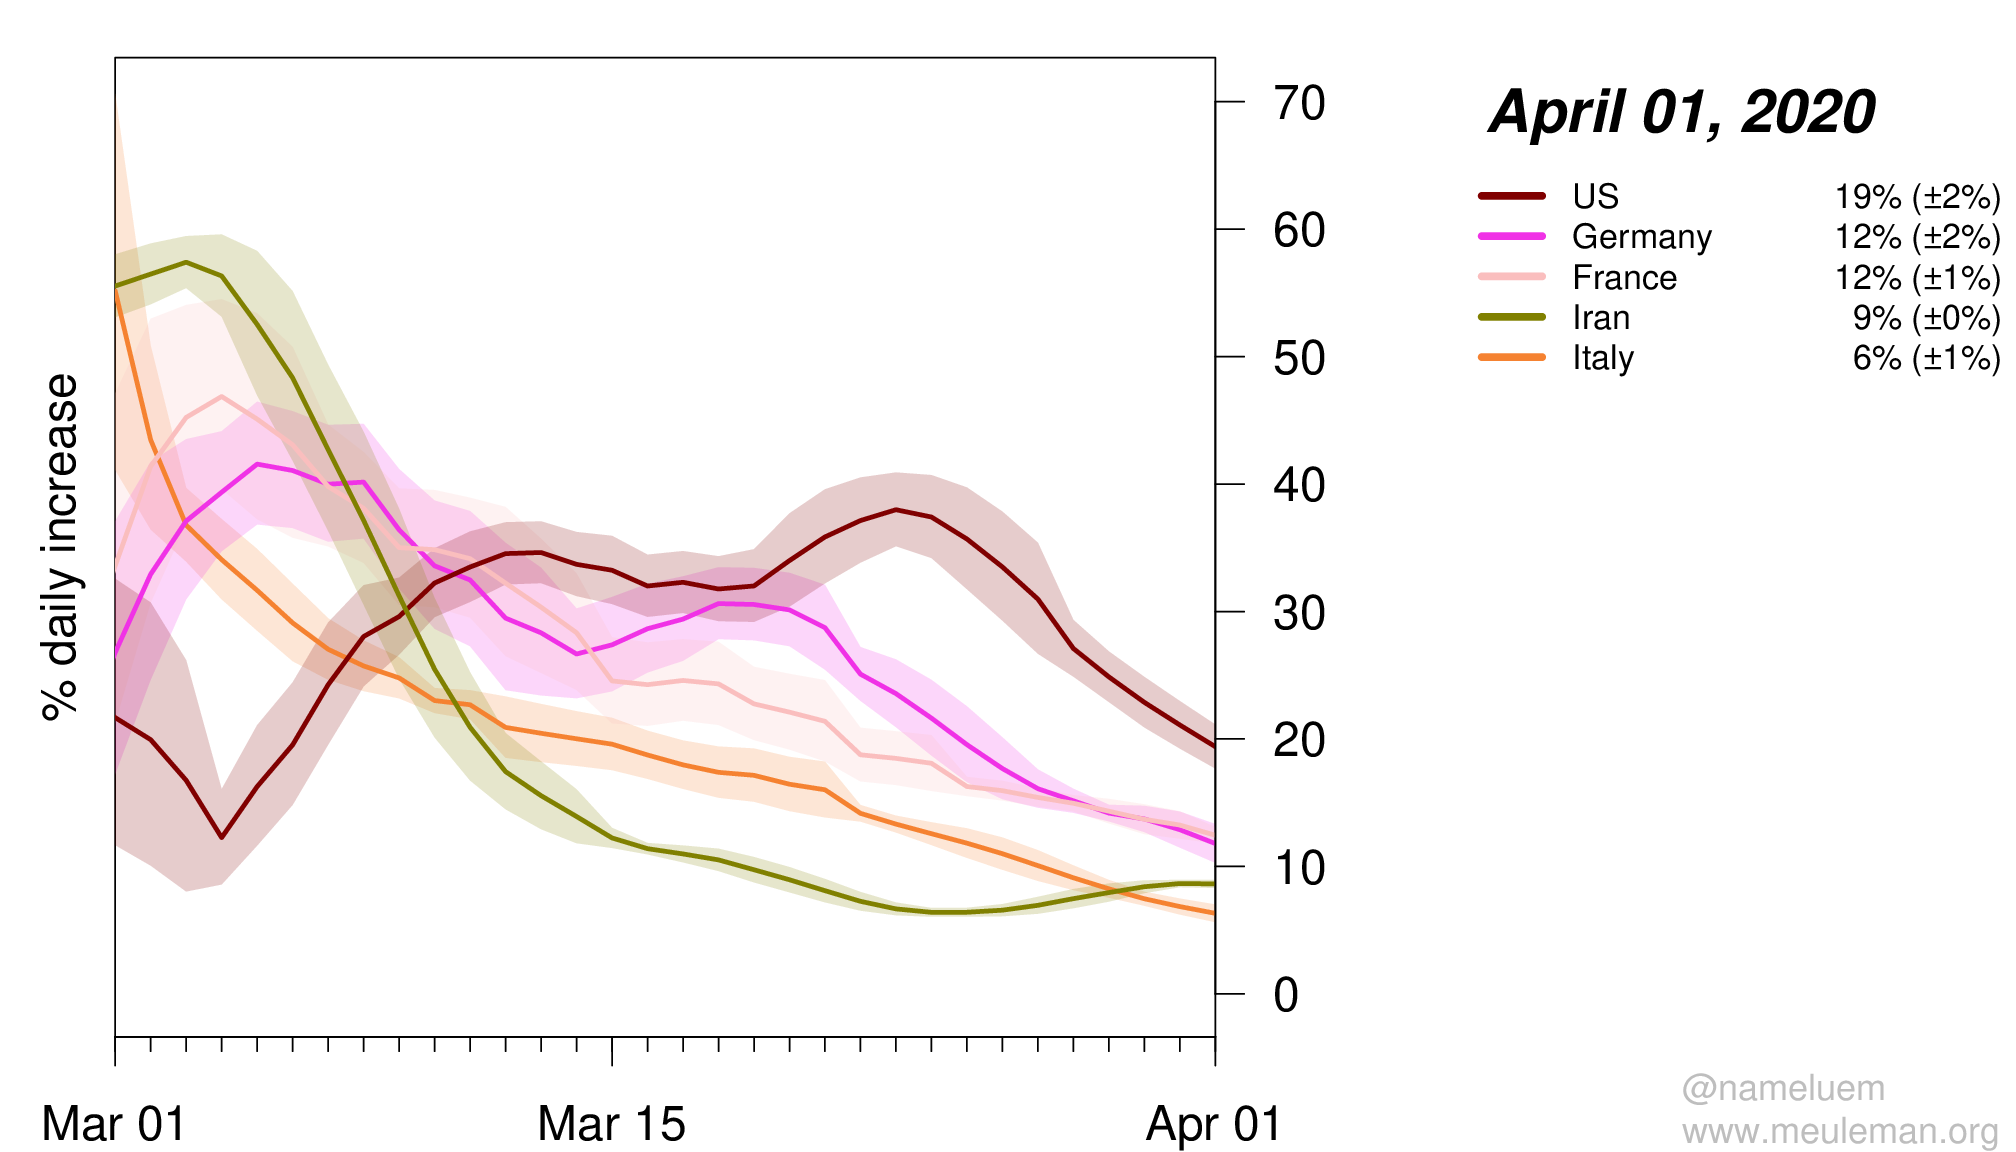 April 01, 2020
US 19% (±2%)
Germany 12% (±2%)
France 12% (±1%)
Iran 9% (±0%)
Italy 6% (±1%)
% daily increase
70
60
50
40
30
20
10
0
Mar 01 Mar 15 Apr 01
@nameluem
www.meuleman.org